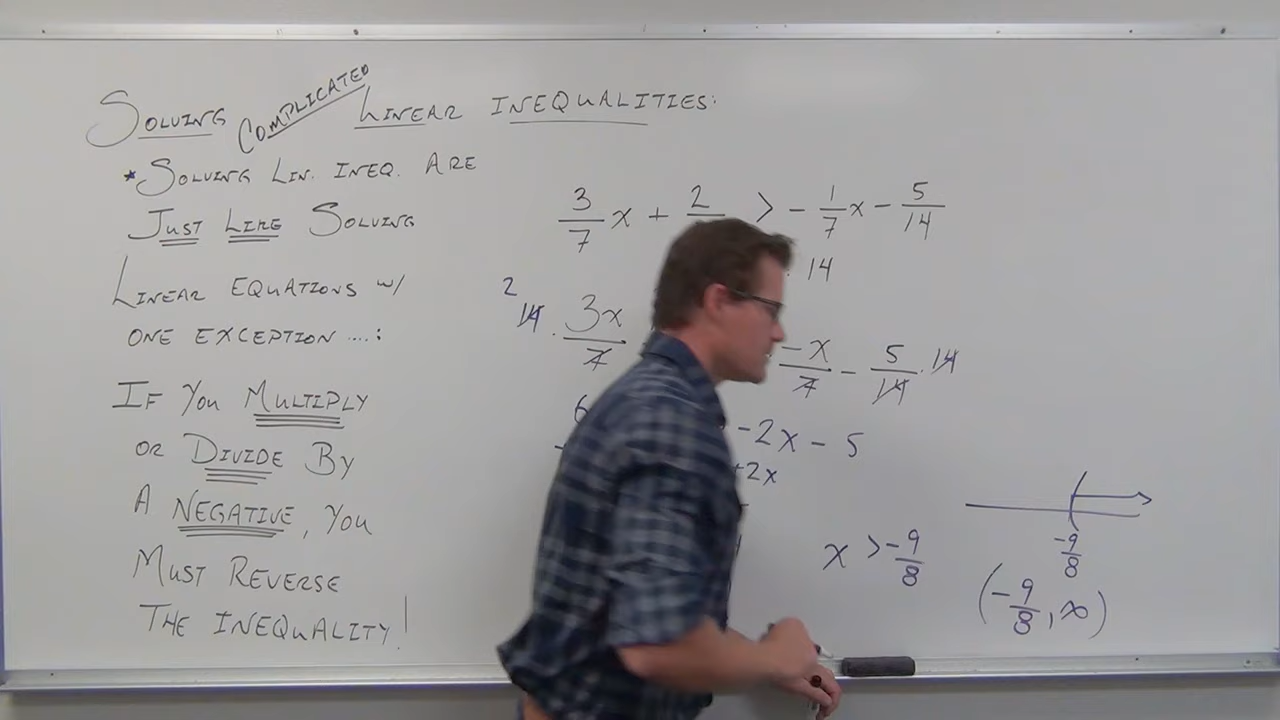 SOLVING COMPLICATED LINEAR INEQUALITIES:
*SOLVING LIN. INEQ. ARE
JUST LIKE SOLVING
LINEAR EQUATIONS W/
ONE EXCEPTION ....:
IF YOU MULTIPLY
OR DIVIDE BY
A NEGATIVE, YOU
MUST REVERSE
THE INEQUALITY!
3/7 x + 2 > - 1/7 x - 5/14
· 14
2
14 · 3x/7 -x/7 - 5/14 · 14
6 -2x - 5
+2x
x > -9/8
-9/8
(-9/8, ∞)